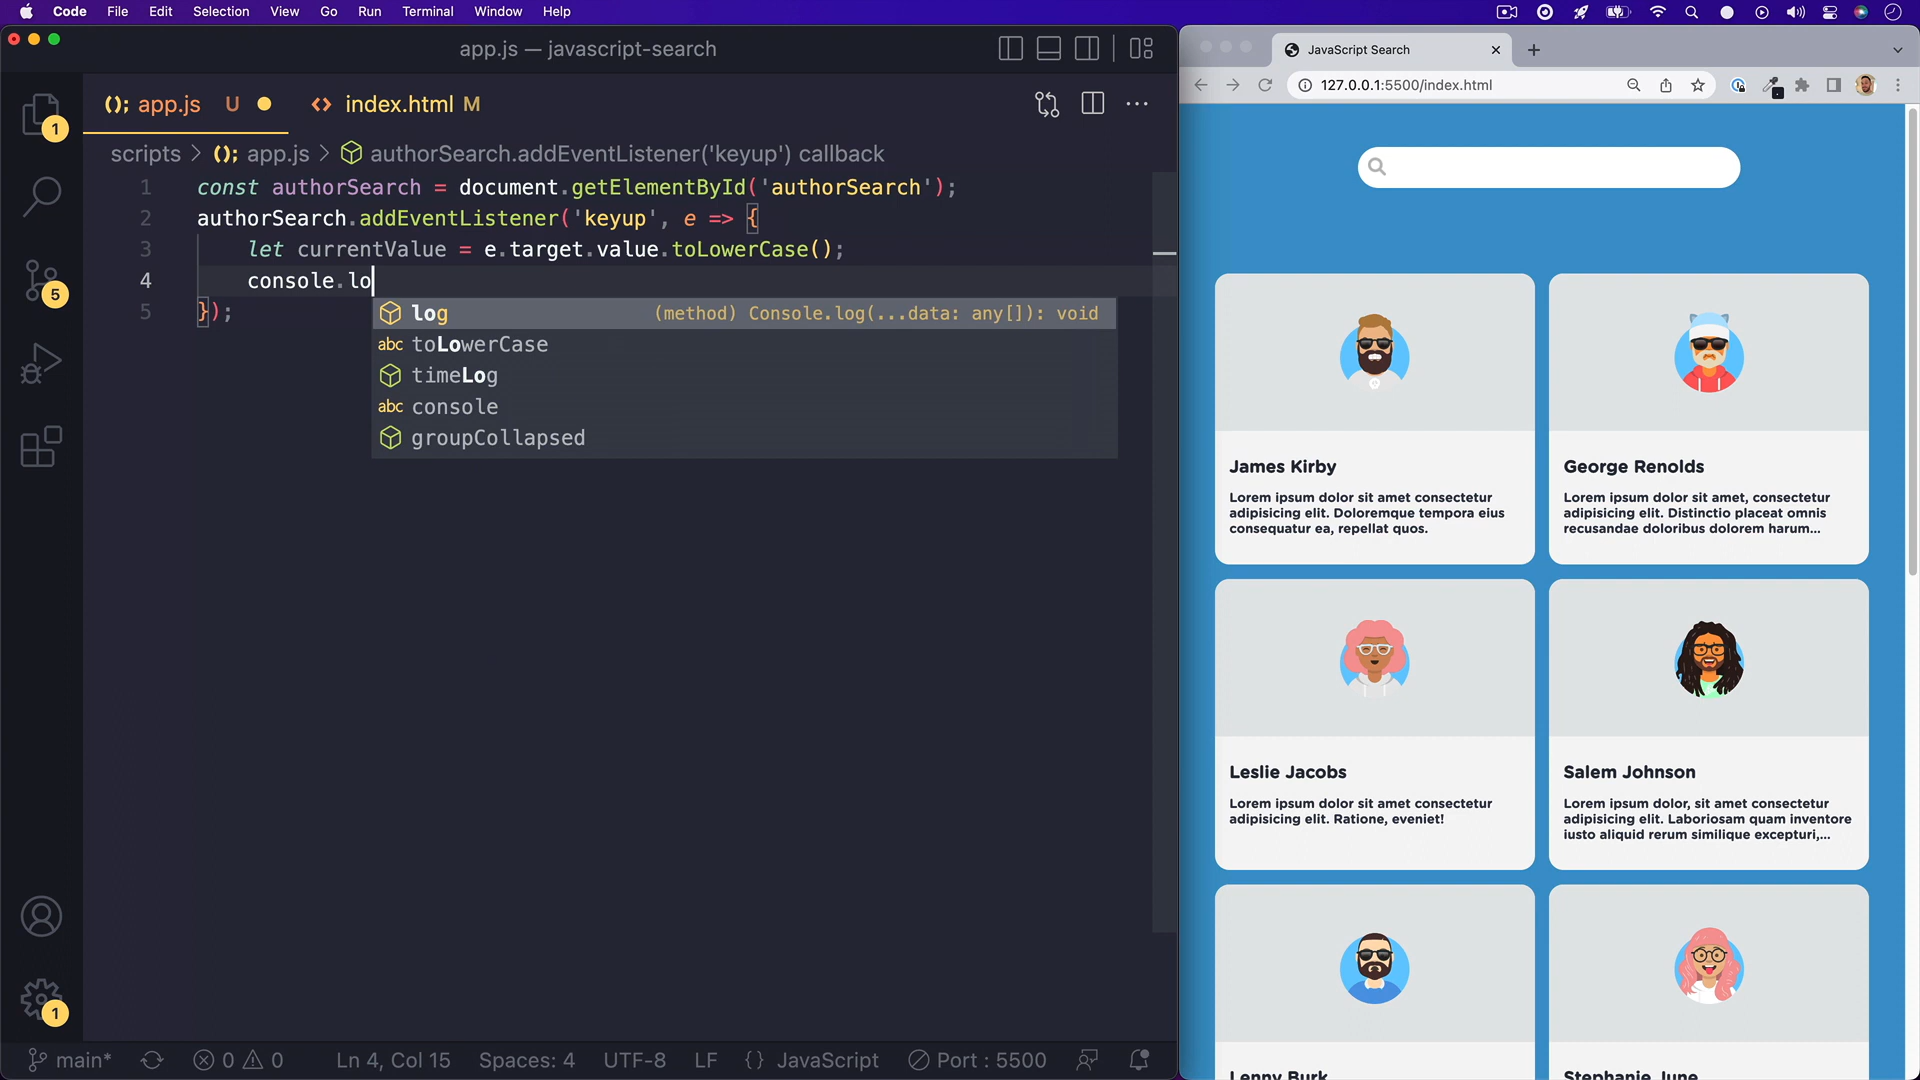 Code File Edit Selection View Go Run Terminal Window Help
app.js — javascript-search
(); app.js U
<> index.html M
scripts > (); app.js > authorSearch.addEventListener('keyup') callback
1 const authorSearch = document.getElementById('authorSearch');
2 authorSearch.addEventListener('keyup', e => {
3 let currentValue = e.target.value.toLowerCase();
4 console.lo
5 });
log (method) Console.log(...data: any[]): void
abc toLowerCase
timeLog
abc console
groupCollapsed
1
5
1
main* 0 0 Ln 4, Col 15 Spaces: 4 UTF-8 LF {} JavaScript Port : 5500
JavaScript Search
127.0.0.1:5500/index.html
James Kirby
Lorem ipsum dolor sit amet consectetur
adipisicing elit. Doloremque tempora eius
consequatur ea, repellat quos.
George Renolds
Lorem ipsum dolor sit amet, consectetur
adipisicing elit. Distinctio placeat omnis
recusandae doloribus dolorem harum...
Leslie Jacobs
Lorem ipsum dolor sit amet consectetur
adipisicing elit. Ratione, eveniet!
Salem Johnson
Lorem ipsum dolor, sit amet consectetur
adipisicing elit. Laboriosam quam inventore
iusto aliquid rerum similique excepturi,...
Lenny Burk
Stephanie June